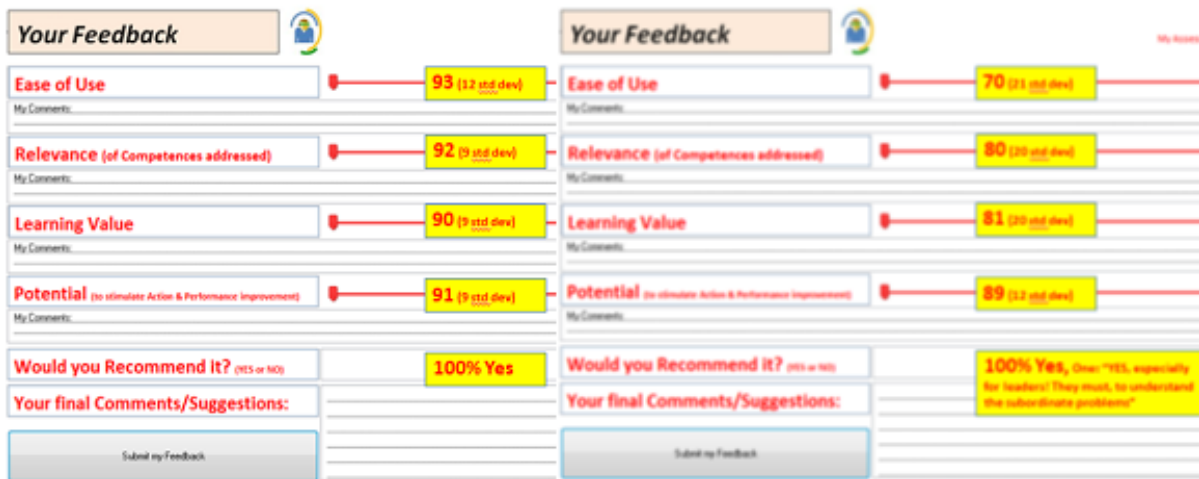 Your Feedback
Ease of Use
93 (12 std dev)
My Comments:
Relevance (of Competences addressed)
92 (9 std dev)
My Comments:
Learning Value
90 (9 std dev)
My Comments:
Potential (to stimulate Action & Performance improvement)
91 (9 std dev)
My Comments:
Would you Recommend it? (YES or NO)
100% Yes
Your final Comments/Suggestions:
Submit my Feedback
Your Feedback
My Assess
Ease of Use
70 (21 std dev)
My Comments:
Relevance (of Competences addressed)
80 (20 std dev)
My Comments:
Learning Value
81 (20 std dev)
My Comments:
Potential (to stimulate Action & Performance improvement)
89 (12 std dev)
My Comments:
Would you Recommend it? (YES or NO)
100% Yes, One: "YES, especially
for leaders! They must, to understand
the subordinate problems"
Your final Comments/Suggestions:
Submit my Feedback